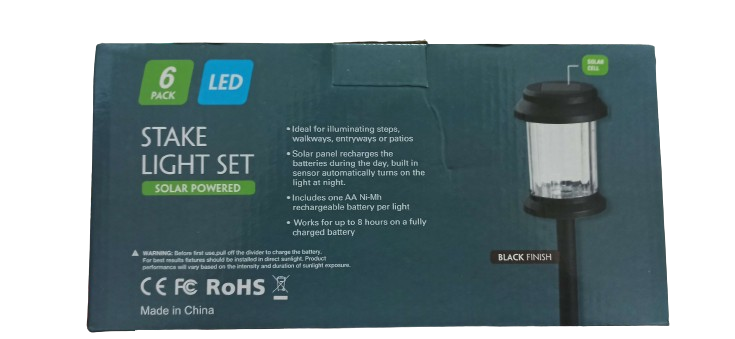 6
PACK
LED
SOLAR
CELL
STAKE
LIGHT SET
SOLAR POWERED
• Ideal for illuminating steps,
walkways, entryways or patios
• Solar panel recharges the
batteries during the day, built in
sensor automatically turns on the
light at night.
• Includes one AA Ni-Mh
rechargeable battery per light
• Works for up to 8 hours on a fully
charged battery
WARNING: Before first use,pull off the divider to charge the battery.
For best results fixtures should be installed in direct sunlight. Product
performance will vary based on the intensity and duration of sunlight exposure.
BLACK FINISH
CE FC RoHS
Made in China